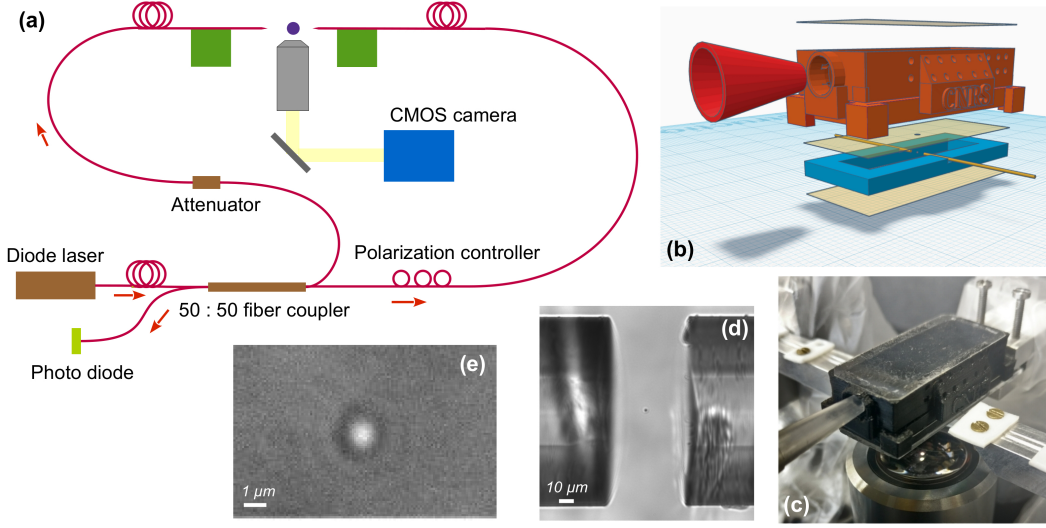 (a)
CMOS camera
Attenuator
Diode laser
Polarization controller
50 : 50 fiber coupler
Photo diode
(b)
(c)
(d)
10 μm
(e)
1 μm